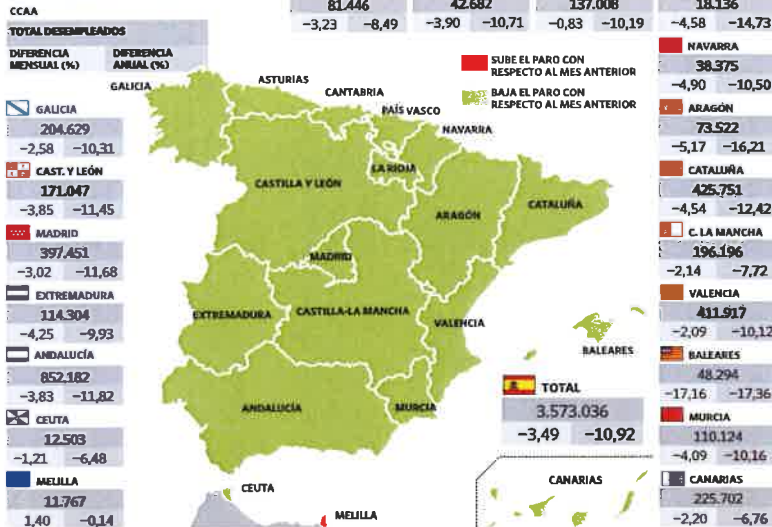 CCAA
TOTAL DESEMPLEADOS
DIFERENCIA MENSUAL (%)
DIFERENCIA ANUAL (%)
81.446
−3,23 −8,49
42.682
−3,90 −10,71
137.008
−0,83 −10,19
18.136
−4,58 −14,73
SUBE EL PARO CON
RESPECTO AL MES ANTERIOR
BAJA EL PARO CON
RESPECTO AL MES ANTERIOR
GALICIA
204.629
−2,58 −10,31
CAST. Y LEÓN
171.047
−3,85 −11,45
MADRID
397.451
−3,02 −11,68
EXTREMADURA
114.304
−4,25 −9,93
ANDALUCÍA
852.182
−3,83 −11,82
CEUTA
12.503
−1,21 −6,48
MELILLA
11.767
1,40 −0,14
GALICIA
ASTURIAS
CANTABRIA
PAÍS VASCO
NAVARRA
LA RIOJA
CASTILLA Y LEÓN
ARAGÓN
CATALUÑA
MADRID
EXTREMADURA
CASTILLA-LA MANCHA
VALENCIA
BALEARES
ANDALUCÍA
MURCIA
CEUTA
MELILLA
CANARIAS
TOTAL
3.573.036
−3,49 −10,92
NAVARRA
38.375
−4,90 −10,50
ARAGÓN
73.522
−5,17 −16,21
CATALUÑA
425.751
−4,54 −12,42
C. LA MANCHA
196.196
−2,14 −7,72
VALENCIA
411.917
−2,09 −10,12
BALEARES
48.294
−17,16 −17,36
MURCIA
110.124
−4,09 −10,16
CANARIAS
225.702
−2,20 −6,76